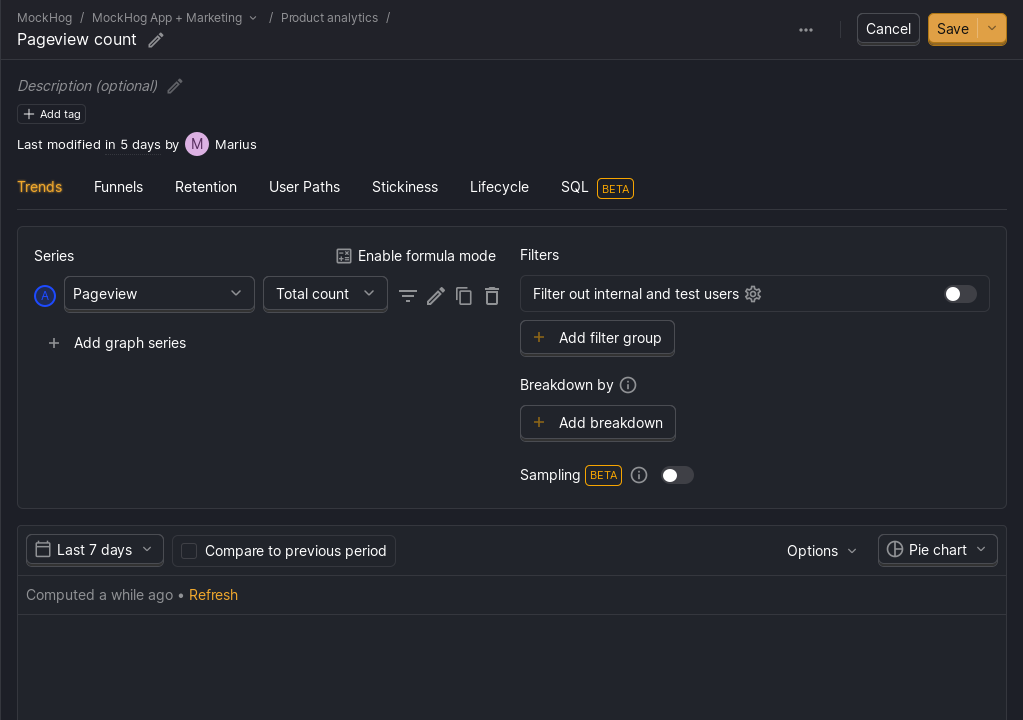 MockHog / MockHog App + Marketing / Product analytics /
Pageview count
Cancel
Save
Description (optional)
Add tag
Last modified in 5 days by M Marius
Trends Funnels Retention User Paths Stickiness Lifecycle SQL BETA
Series
Enable formula mode
A Pageview Total count
Add graph series
Filters
Filter out internal and test users
Add filter group
Breakdown by
Add breakdown
Sampling BETA
Last 7 days Compare to previous period Options Pie chart
Computed a while ago • Refresh